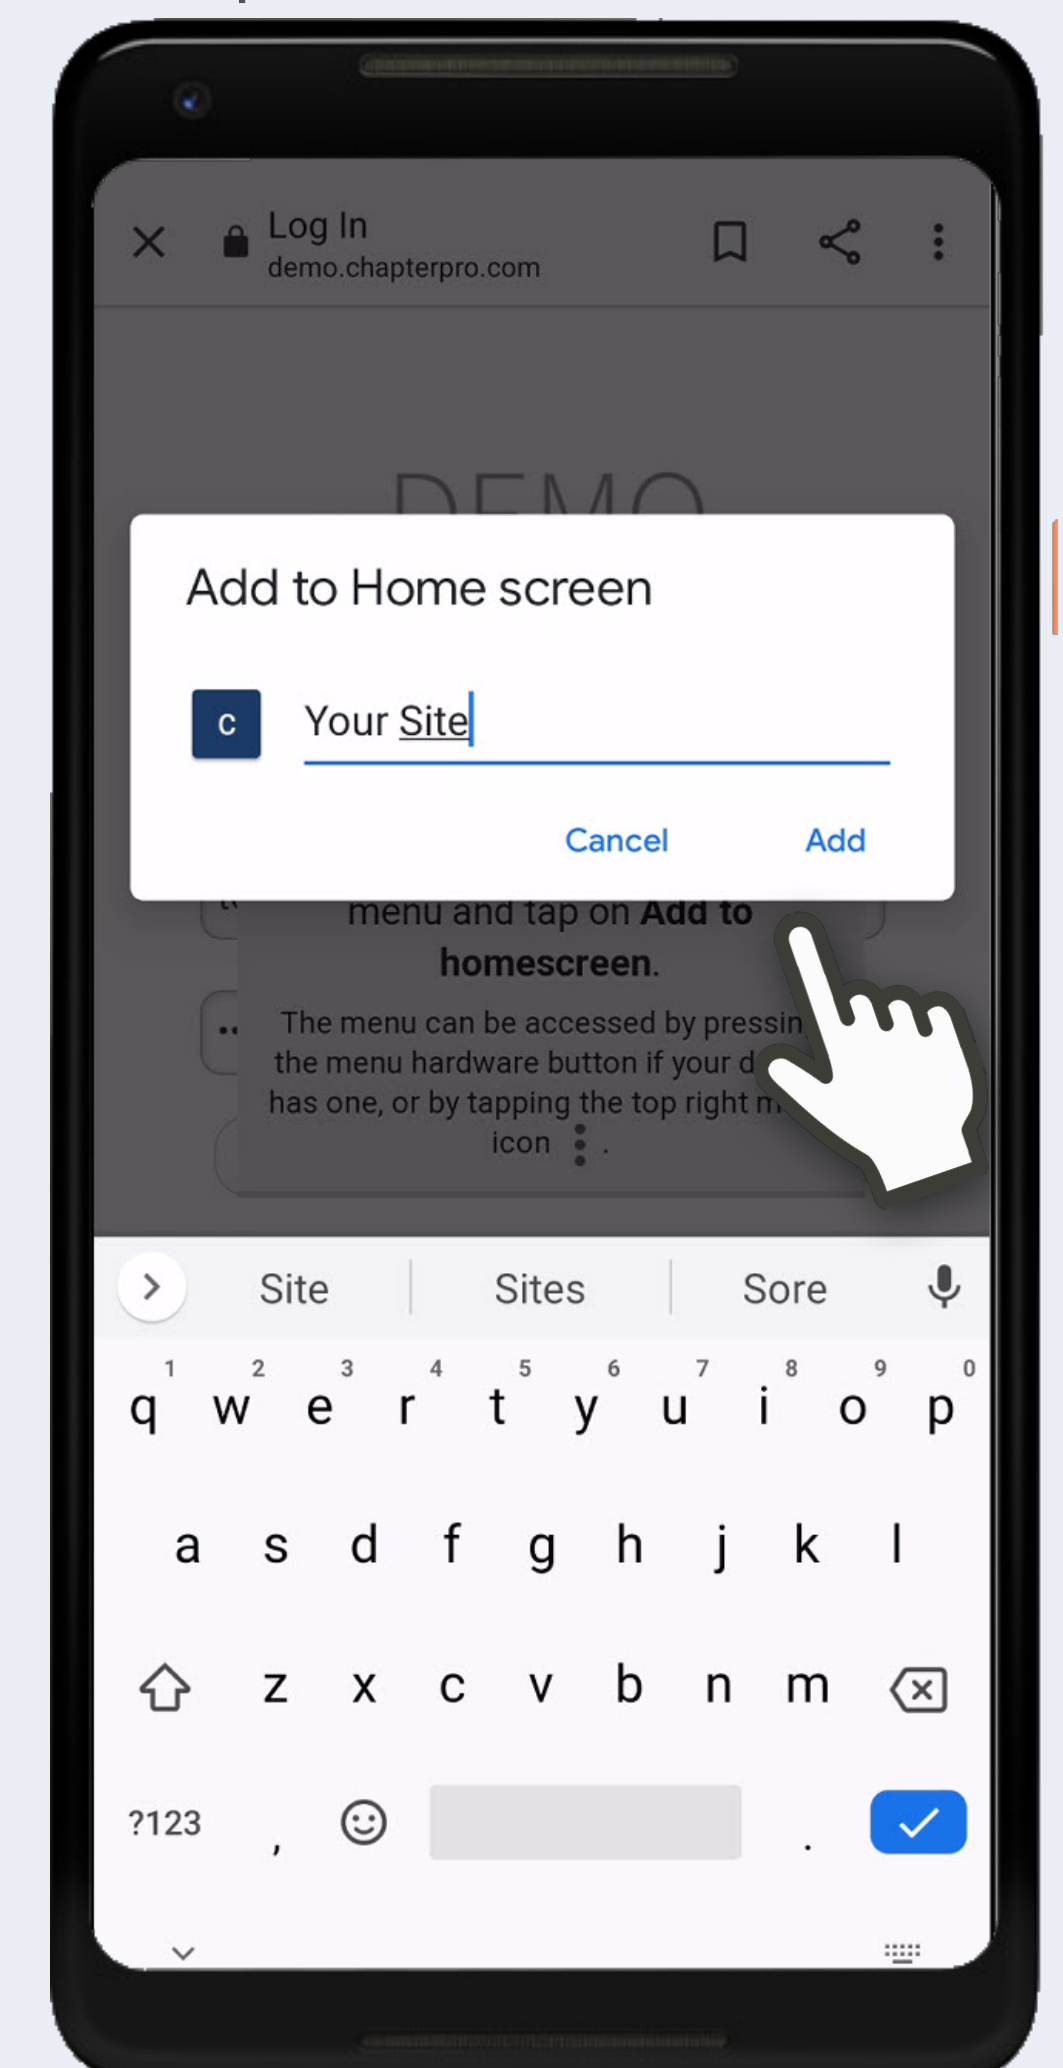 Log In
demo.chapterpro.com
DEMO
Add to Home screen
C
Your Site
Cancel
Add
menu and tap on Add to
homescreen.
The menu can be accessed by pressin
the menu hardware button if your d
has one, or by tapping the top right m
icon .
Site Sites Sore
1 2 3 4 5 6 7 8 9 0
q w e r t y u i o p
a s d f g h j k l
z x c v b n m
?123 , .